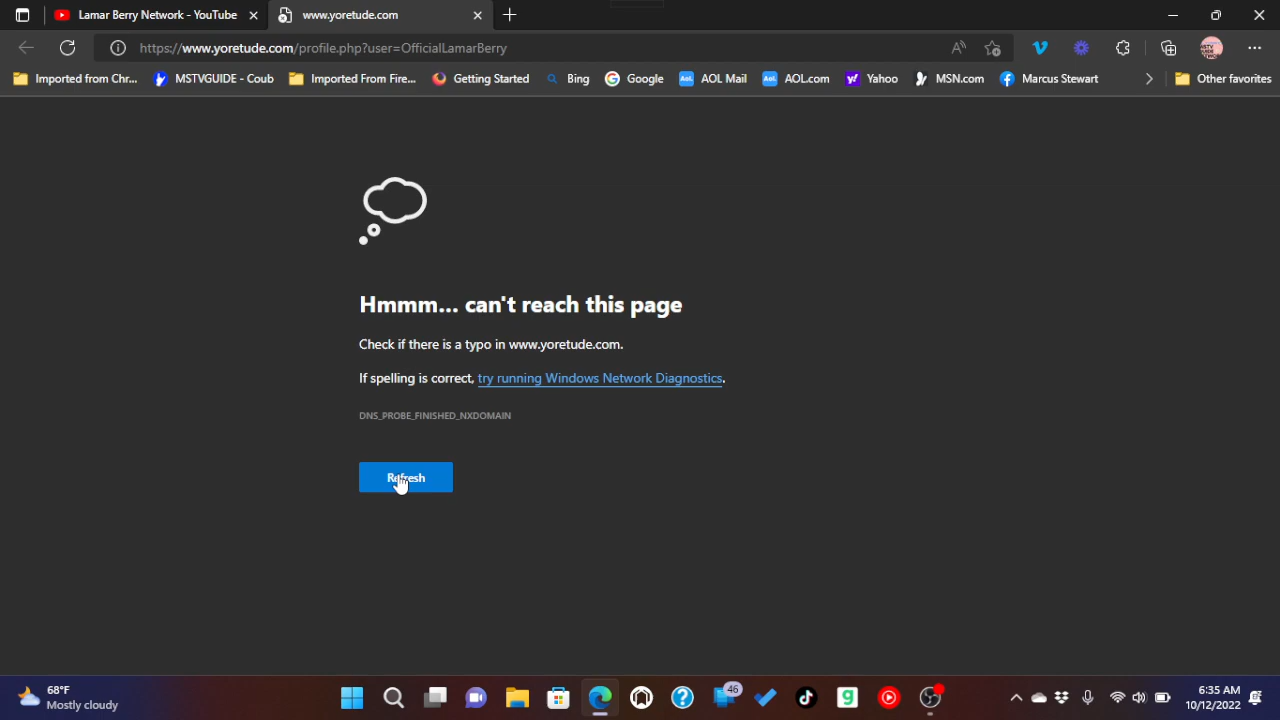 Lamar Berry Network - YouTube
www.yoretude.com
https://www.yoretude.com/profile.php?user=OfficialLamarBerry
Imported from Chr... MSTVGUIDE - Coub Imported From Fire... Getting Started Bing Google AOL Mail AOL.com Yahoo MSN.com Marcus Stewart Other favorites
Hmmm... can't reach this page
Check if there is a typo in www.yoretude.com.
If spelling is correct, try running Windows Network Diagnostics.
DNS_PROBE_FINISHED_NXDOMAIN
Refresh
68°F
Mostly cloudy
46
6:35 AM
10/12/2022